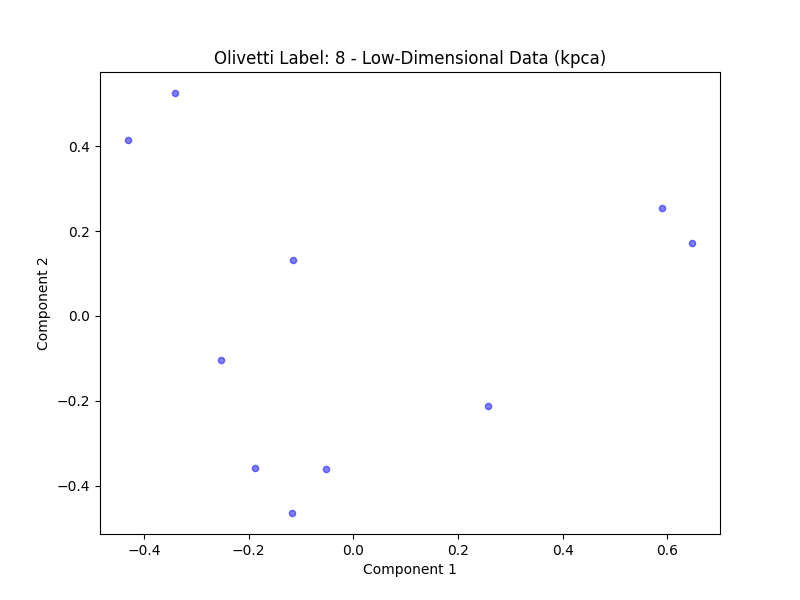 Olivetti Label: 8 - Low-Dimensional Data (kpca)
0.4
0.2
0.0
−0.2
−0.4
Component 2
−0.4 −0.2 0.0 0.2 0.4 0.6
Component 1